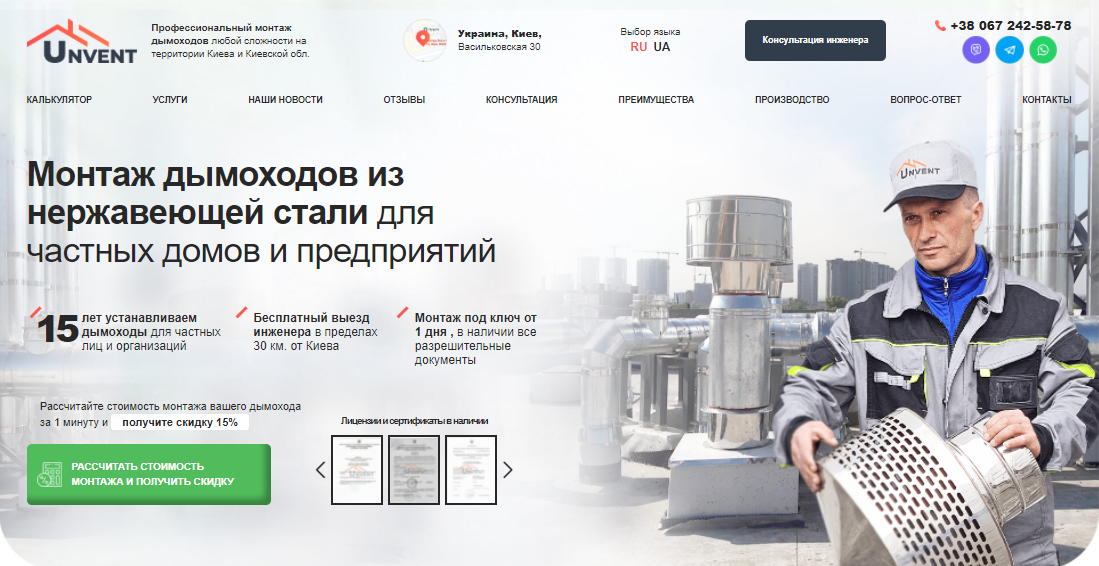 UNVENT
Профессиональный монтаж
дымоходов любой сложности на
территории Киева и Киевской обл.
Украина, Киев,
Васильковская 30
Выбор языка
RU UA
Консультация инженера
+38 067 242-58-78
КАЛЬКУЛЯТОР УСЛУГИ НАШИ НОВОСТИ ОТЗЫВЫ КОНСУЛЬТАЦИЯ ПРЕИМУЩЕСТВА ПРОИЗВОДСТВО ВОПРОС-ОТВЕТ КОНТАКТЫ
Монтаж дымоходов из
нержавеющей стали для
частных домов и предприятий
UNVENT
15 лет устанавливаем
дымоходы для частных
лиц и организаций
Бесплатный выезд
инженера в пределах
30 км. от Киева
Монтаж под ключ от
1 дня , в наличии все
разрешительные
документы
Рассчитайте стоимость монтажа вашего дымохода
за 1 минуту и получите скидку 15%
РАССЧИТАТЬ СТОИМОСТЬ
МОНТАЖА И ПОЛУЧИТЬ СКИДКУ
Лицензии и сертификаты в наличии